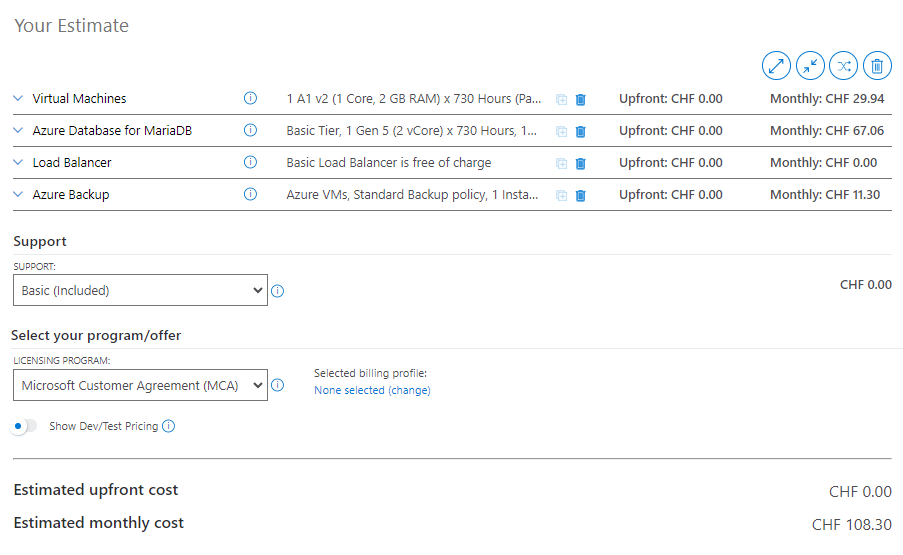 Your Estimate
Virtual Machines 1 A1 v2 (1 Core, 2 GB RAM) x 730 Hours (Pa... Upfront: CHF 0.00 Monthly: CHF 29.94
Azure Database for MariaDB Basic Tier, 1 Gen 5 (2 vCore) x 730 Hours, 1... Upfront: CHF 0.00 Monthly: CHF 67.06
Load Balancer Basic Load Balancer is free of charge Upfront: CHF 0.00 Monthly: CHF 0.00
Azure Backup Azure VMs, Standard Backup policy, 1 Insta... Upfront: CHF 0.00 Monthly: CHF 11.30
Support
SUPPORT:
Basic (Included) CHF 0.00
Select your program/offer
LICENSING PROGRAM:
Microsoft Customer Agreement (MCA)
Selected billing profile:
None selected (change)
Show Dev/Test Pricing
Estimated upfront cost CHF 0.00
Estimated monthly cost CHF 108.30